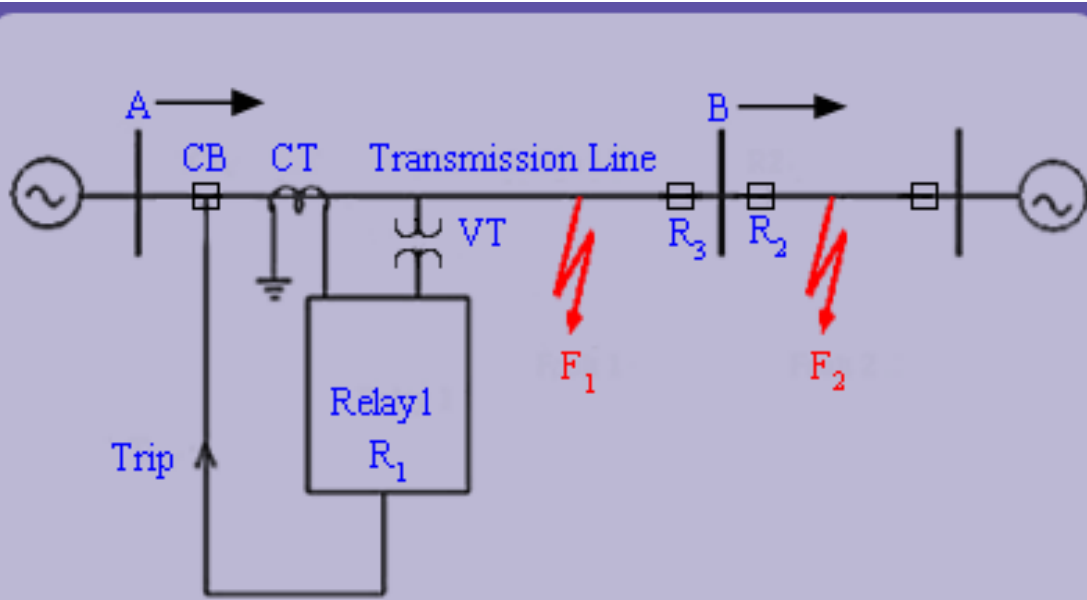 A
B
CB
CT
Transmission Line
VT
R3
R2
F1
F2
Relay1
R1
Trip